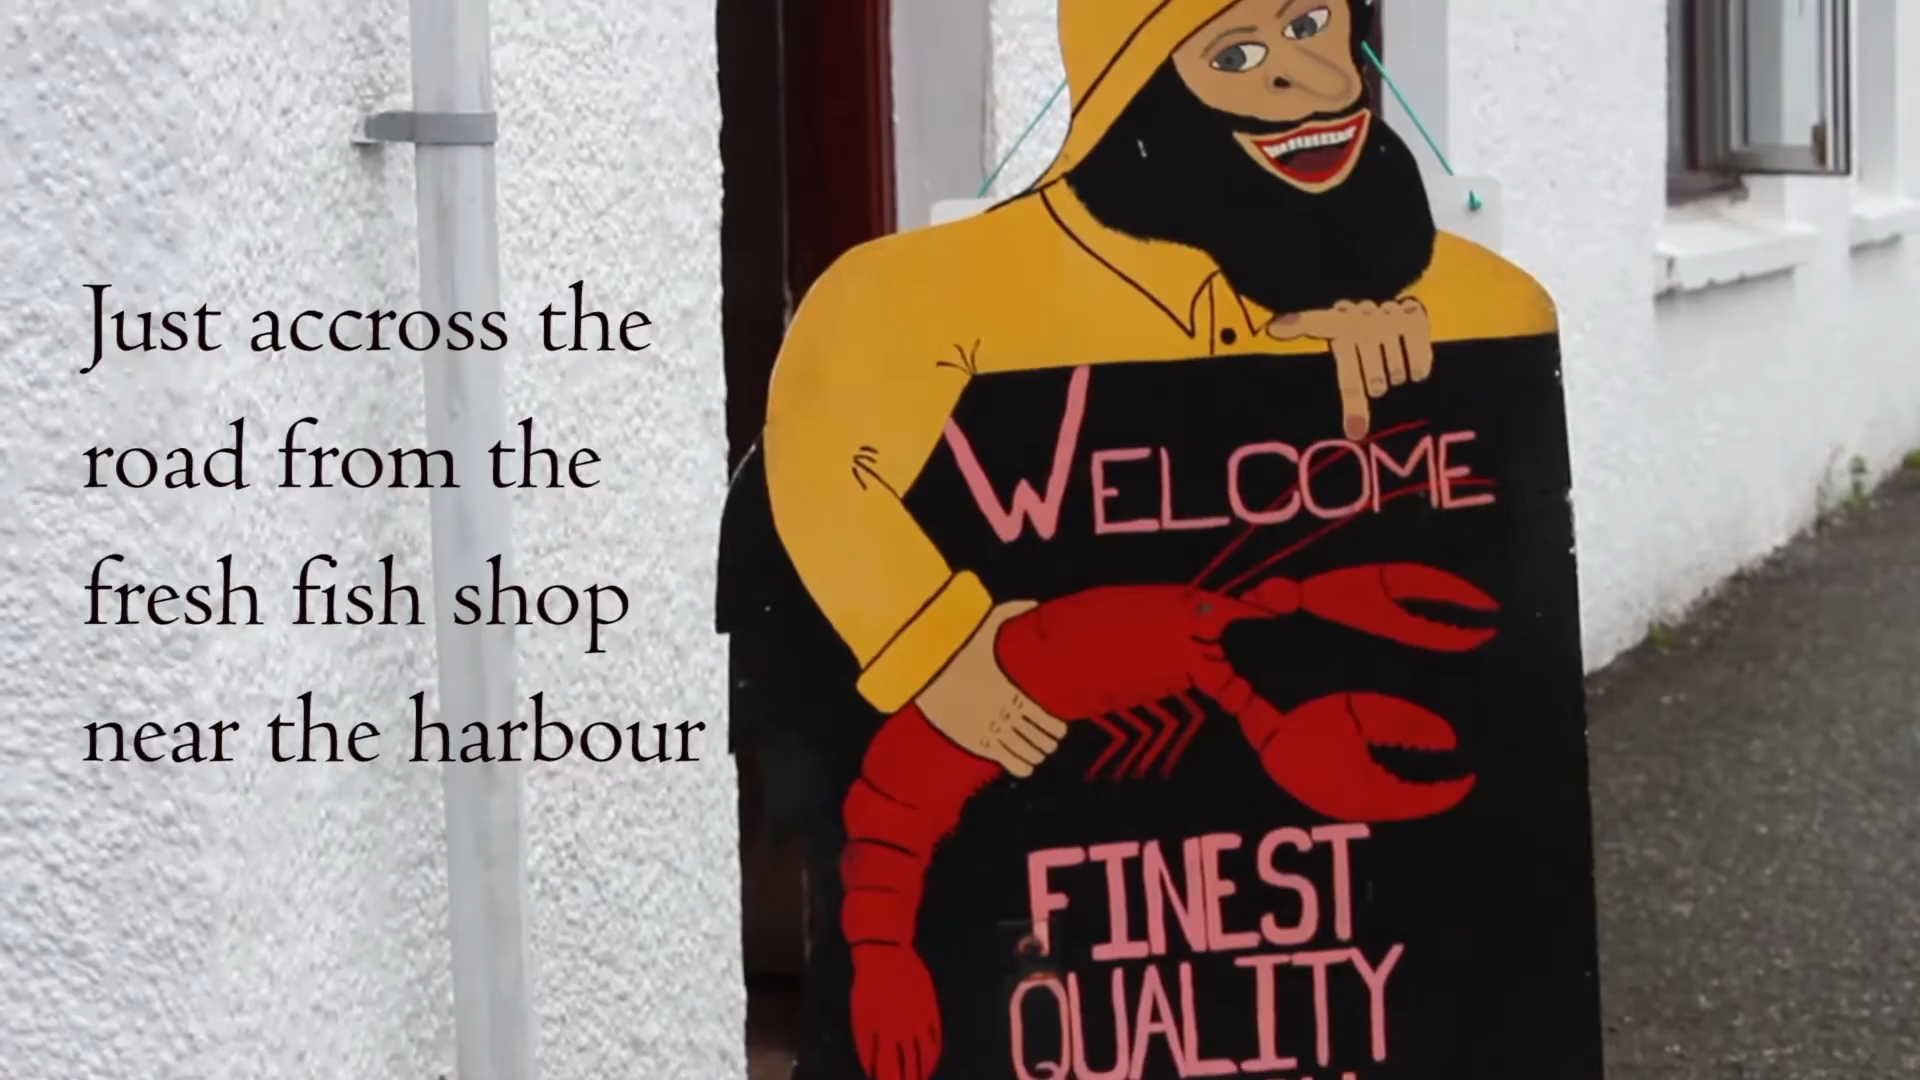 Just accross the
road from the
fresh fish shop
near the harbour
WELCOME
FINEST
QUALITY